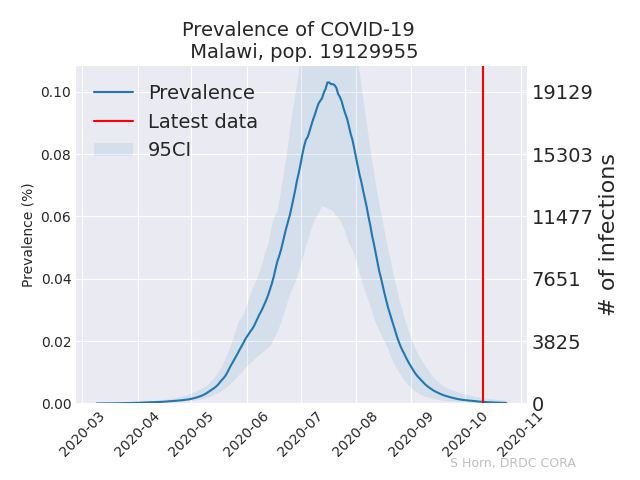 Prevalence of COVID-19
Malawi, pop. 19129955
Prevalence
Latest data
95CI
Prevalence (%)
0.10
0.08
0.06
0.04
0.02
0.00
19129
15303
11477
7651
3825
0
# of infections
2020-03
2020-04
2020-05
2020-06
2020-07
2020-08
2020-09
2020-10
2020-11
S Horn, DRDC CORA